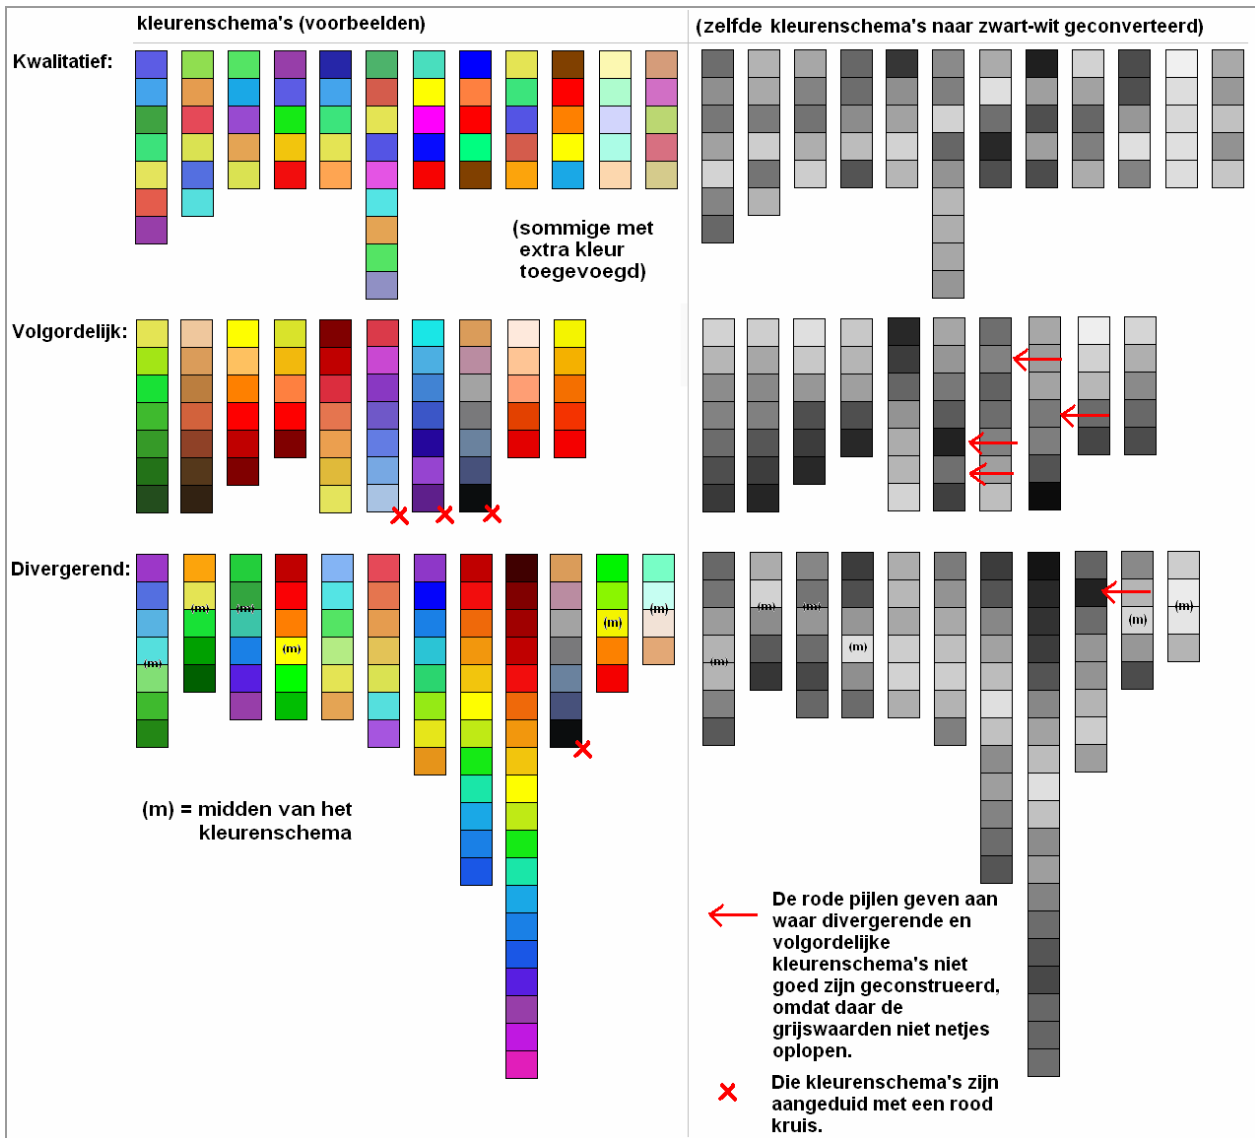 kleurenschema's (voorbeelden)
(zelfde kleurenschema's naar zwart-wit geconverteerd)
Kwalitatief:
(sommige met
extra kleur
toegevoegd)
Volgordelijk:
Divergerend:
(m)
(m)
(m)
(m)
(m)
(m)
(m)
(m)
(m)
(m)
(m)
(m)
(m) = midden van het
kleurenschema
De rode pijlen geven aan
waar divergerende en
volgordelijke
kleurenschema's niet
goed zijn geconstrueerd,
omdat daar de
grijswaarden niet netjes
oplopen.
Die kleurenschema's zijn
aangeduid met een rood
kruis.